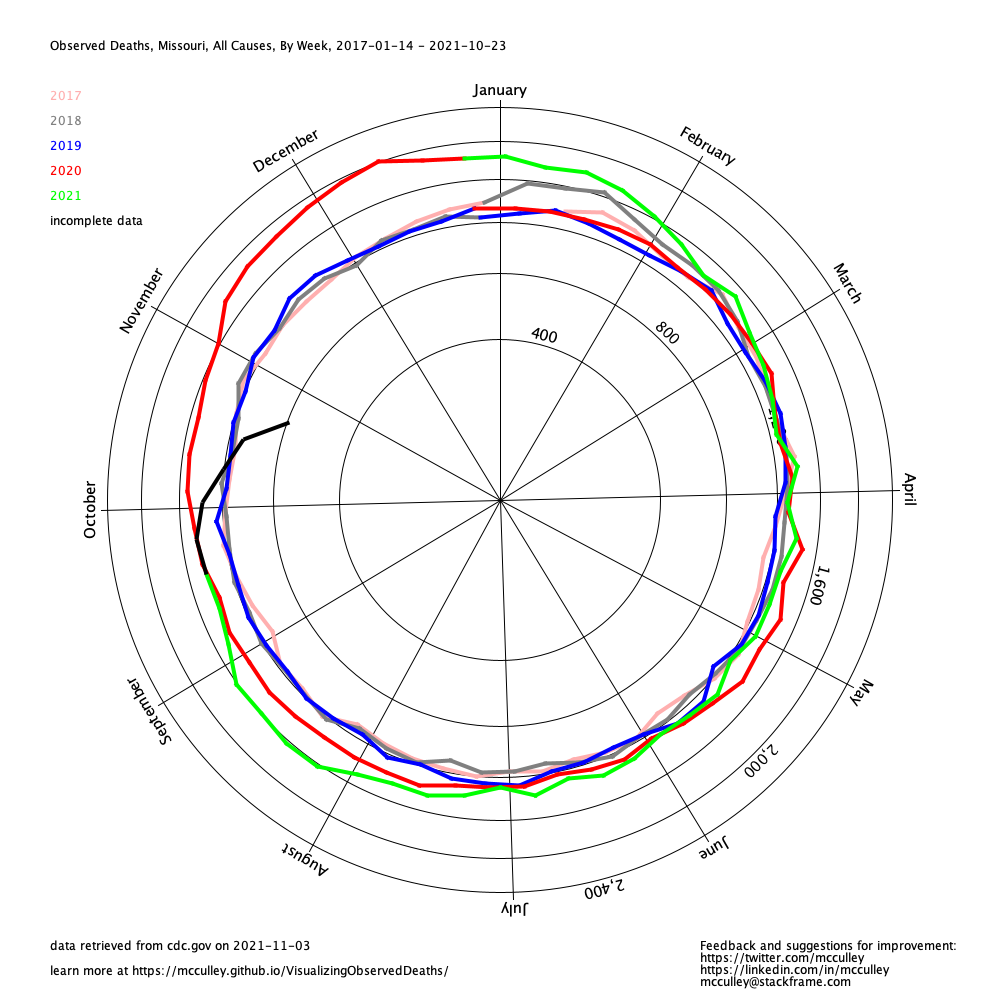 Observed Deaths, Missouri, All Causes, By Week, 2017-01-14 - 2021-10-23
2017
2018
2019
2020
2021
incomplete data
January
February
March
April
May
June
July
August
September
October
November
December
400
800
1,600
2,000
2,400
data retrieved from cdc.gov on 2021-11-03
learn more at https://mcculley.github.io/VisualizingObservedDeaths/
Feedback and suggestions for improvement:
https://twitter.com/mcculley
https://linkedin.com/in/mcculley
mcculley@stackframe.com